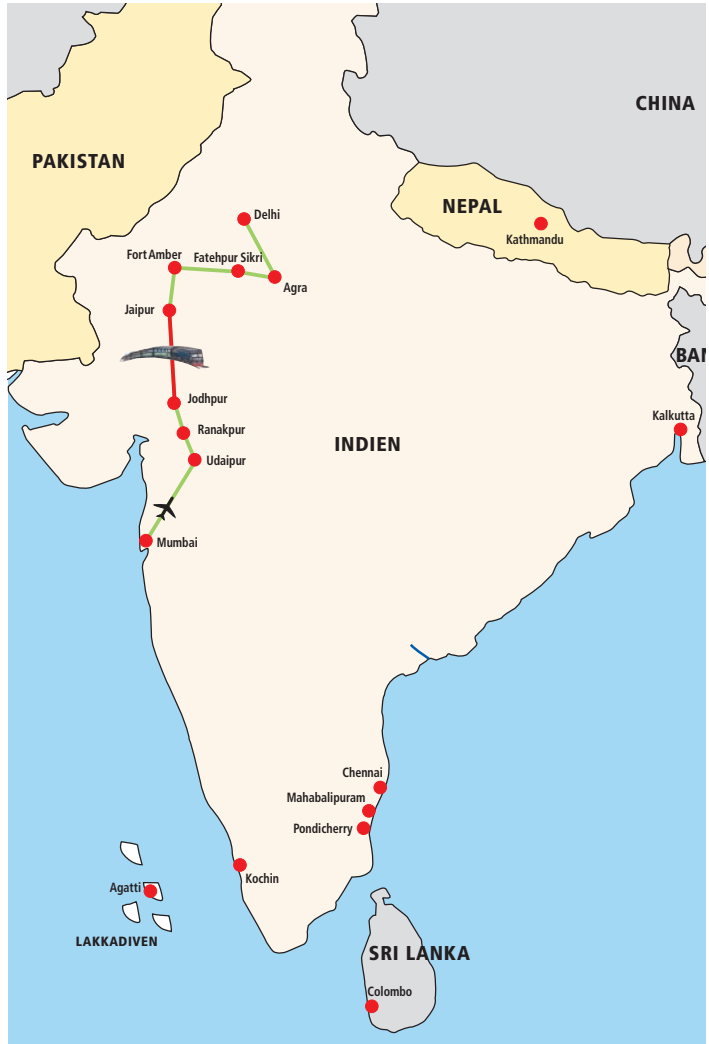 CHINA
PAKISTAN
NEPAL
Delhi
Kathmandu
Fort Amber
Fatehpur Sikri
Agra
Jaipur
BAN
Jodhpur
Kalkutta
Ranakpur
INDIEN
Udaipur
Mumbai
Chennai
Mahabalipuram
Pondicherry
Kochin
Agatti
LAKKADIVEN
SRI LANKA
Colombo